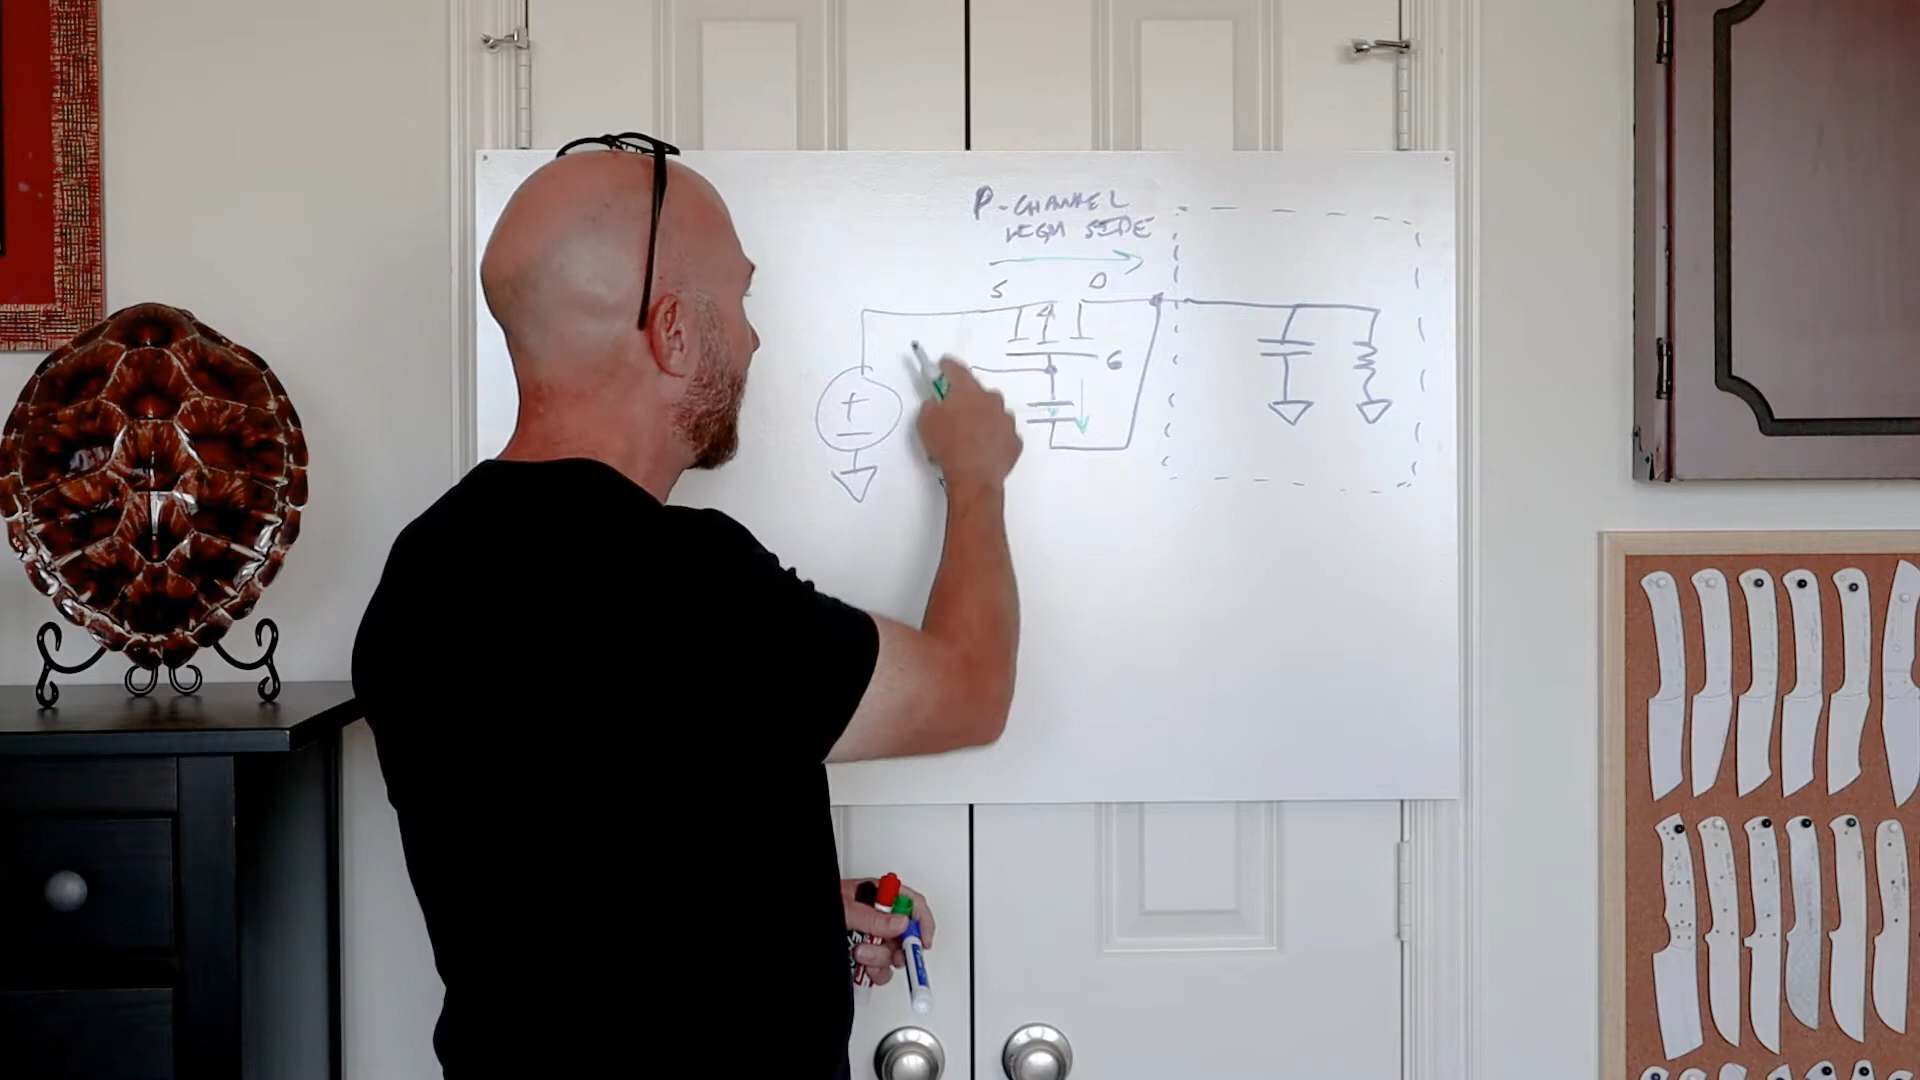 P-CHANNEL
HIGH SIDE
S D
G
+
−